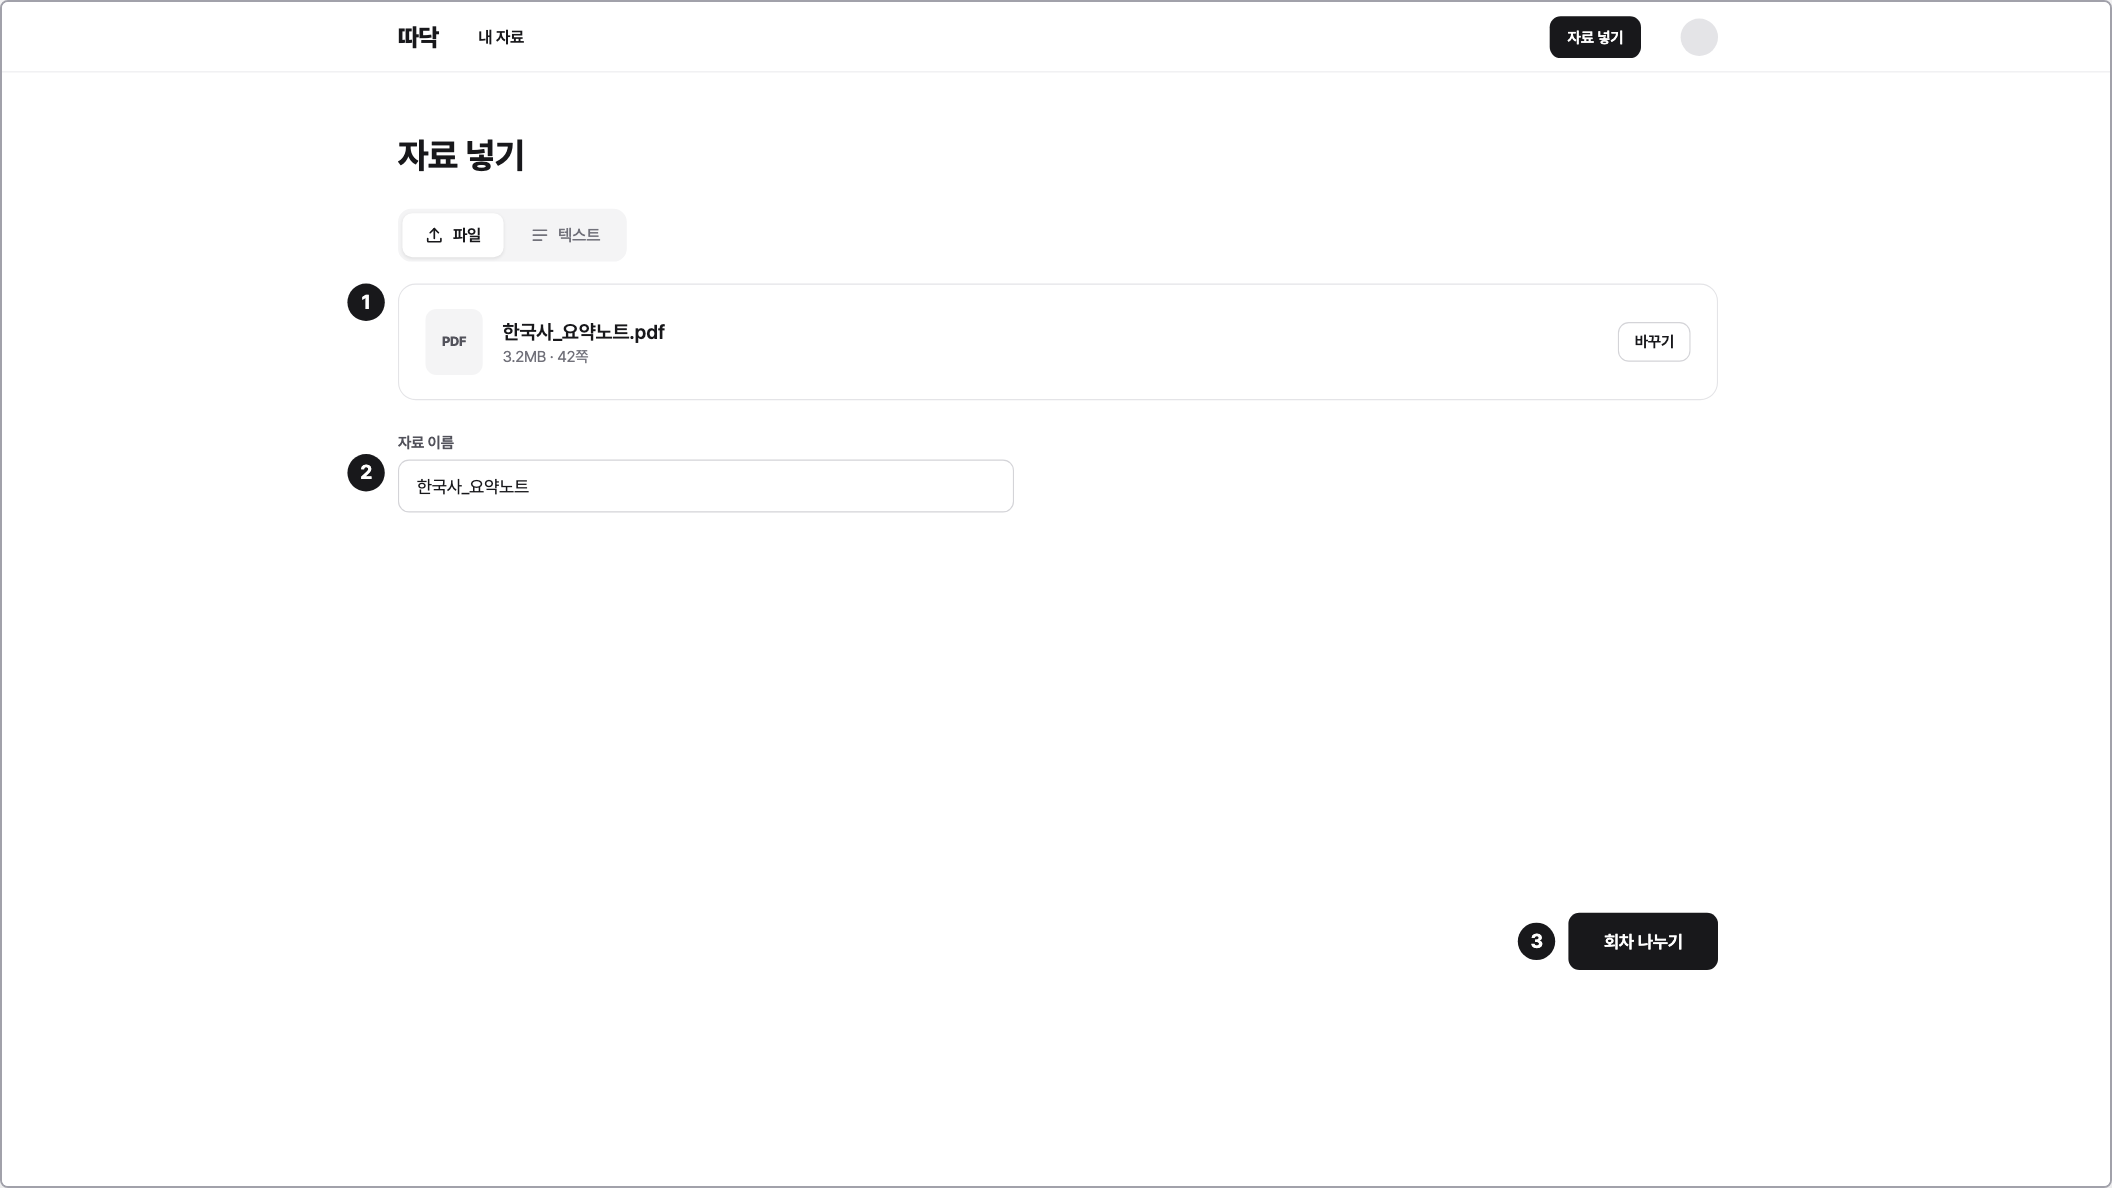 따닥 내 자료 자료 넣기
자료 넣기
파일 텍스트
1
PDF 한국사_요약노트.pdf 바꾸기
3.2MB · 42쪽
자료 이름
2
한국사_요약노트
3 회차 나누기